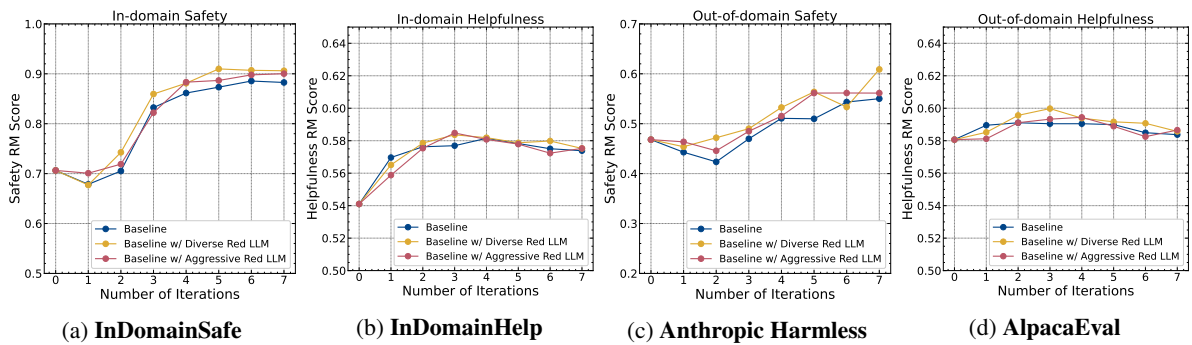 In-domain Safety
Safety RM Score
1.0
0.9
0.8
0.7
0.6
0.5
Baseline
Baseline w/ Diverse Red LLM
Baseline w/ Aggressive Red LLM
0 1 2 3 4 5 6 7
Number of Iterations
(a) InDomainSafe
In-domain Helpfulness
Helpfulness RM Score
0.64
0.62
0.60
0.58
0.56
0.54
0.52
0.50
Baseline
Baseline w/ Diverse Red LLM
Baseline w/ Aggressive Red LLM
0 1 2 3 4 5 6 7
Number of Iterations
(b) InDomainHelp
Out-of-domain Safety
Safety RM Score
0.7
0.6
0.5
0.4
0.3
0.2
Baseline
Baseline w/ Diverse Red LLM
Baseline w/ Aggressive Red LLM
0 1 2 3 4 5 6 7
Number of Iterations
(c) Anthropic Harmless
Out-of-domain Helpfulness
Helpfulness RM Score
0.64
0.62
0.60
0.58
0.56
0.54
0.52
0.50
Baseline
Baseline w/ Diverse Red LLM
Baseline w/ Aggressive Red LLM
0 1 2 3 4 5 6 7
Number of Iterations
(d) AlpacaEval